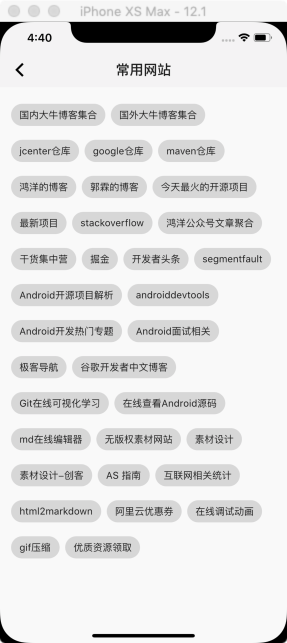 iPhone XS Max - 12.1
4:40
常用网站
国内大牛博客集合 国外大牛博客集合
jcenter仓库 google仓库 maven仓库
鸿洋的博客 郭霖的博客 今天最火的开源项目
最新项目 stackoverflow 鸿洋公众号文章聚合
干货集中营 掘金 开发者头条 segmentfault
Android开源项目解析 androiddevtools
Android开发热门专题 Android面试相关
极客导航 谷歌开发者中文博客
Git在线可视化学习 在线查看Android源码
md在线编辑器 无版权素材网站 素材设计
素材设计-创客 AS 指南 互联网相关统计
html2markdown 阿里云优惠券 在线调试动画
gif压缩 优质资源领取